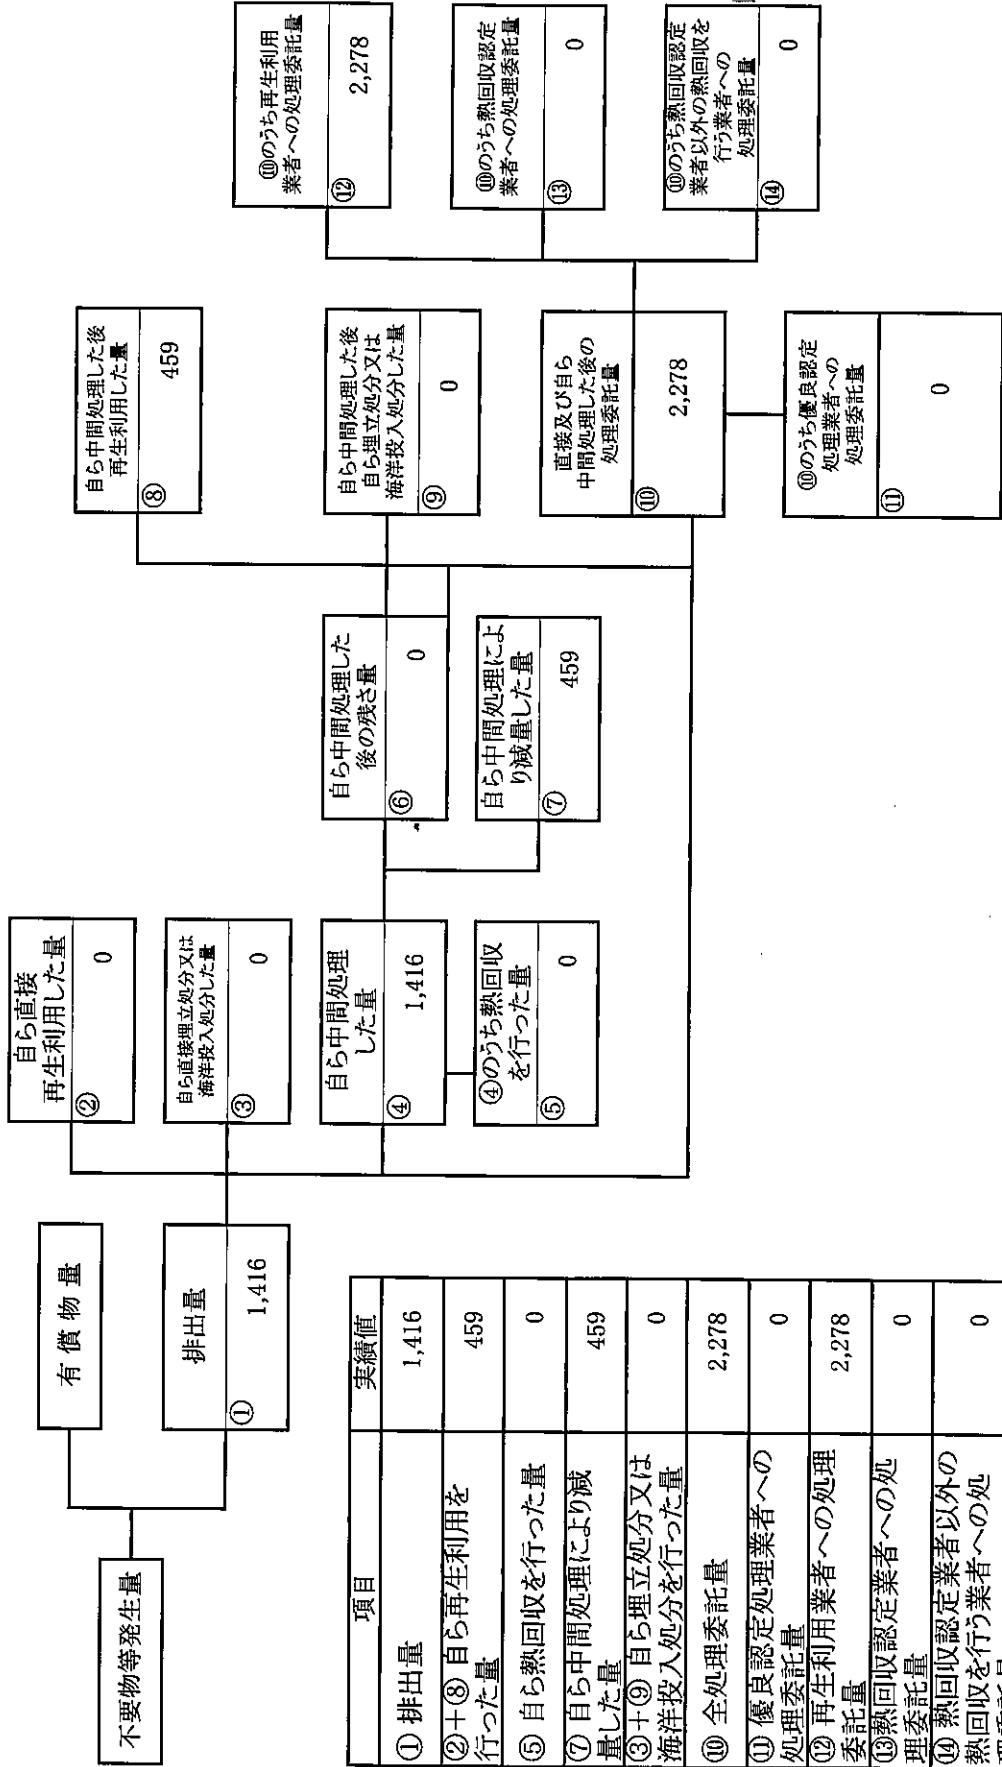 不要物等発生量
有償物量
排出量
①
1,416
自ら直接
再生利用した量
②
0
自ら直接埋立処分又は
海洋投入処分した量
③
0
自ら中間処理
した量
④
1,416
④のうち熱回収
を行った量
⑤
0
自ら中間処理した
後の残さ量
⑥
0
自ら中間処理によ
り減量した量
⑦
459
自ら中間処理した後
再生利用した量
⑧
459
自ら中間処理した後
自ら埋立処分又は
海洋投入処分した量
⑨
0
直接及び自ら
中間処理した後の
処理委託量
⑩
2,278
⑩のうち優良認定
処理業者への
処理委託量
⑪
0
⑩のうち再生利用
業者への処理委託量
⑫
2,278
⑩のうち熱回収認定
業者への処理委託量
⑬
0
⑩のうち熱回収認定
業者以外の熱回収を
行う業者への
処理委託量
⑭
0
項目 実績値
① 排出量 1,416
②+⑧ 自ら再生利用を
行った量 459
⑤ 自ら熱回収を行った量 0
⑦ 自ら中間処理により減
量した量 459
③+⑨ 自ら埋立処分又は
海洋投入処分を行った量 0
⑩ 全処理委託量 2,278
⑪ 優良認定処理業者への
処理委託量 0
⑫ 再生利用業者への処理
委託量 2,278
⑬熱回収認定業者への処
理委託量 0
⑭ 熱回収認定業者以外の
熱回収を行う業者への処 0